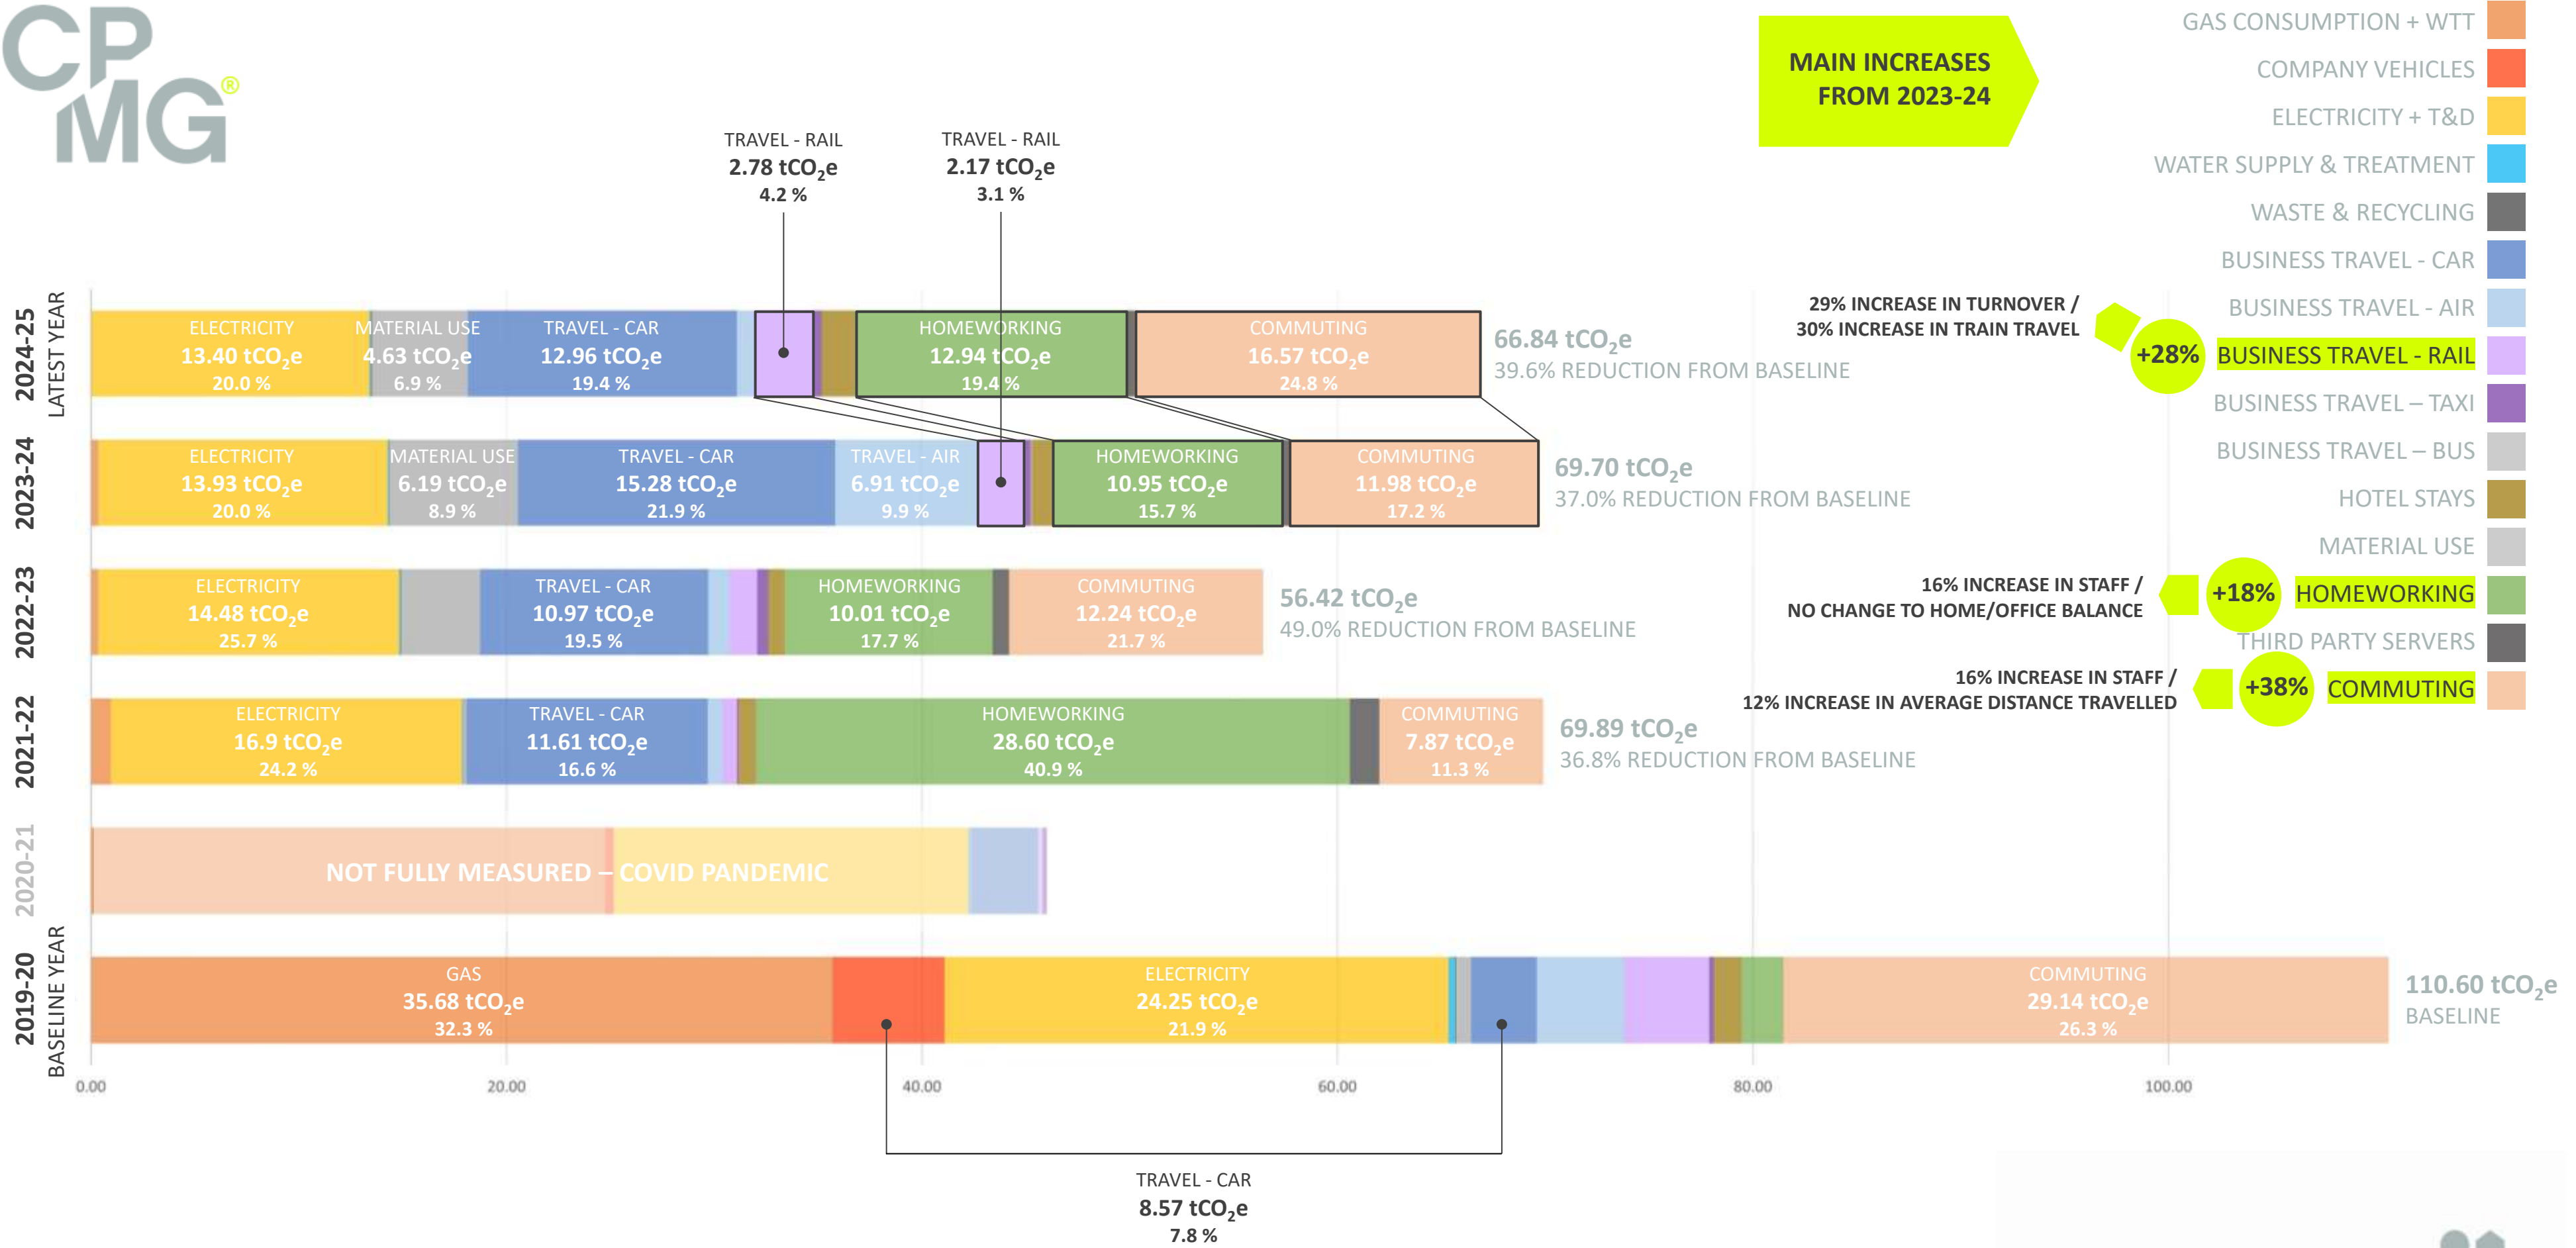 CP
MG®
MAIN INCREASES
FROM 2023-24
GAS CONSUMPTION + WTT
COMPANY VEHICLES
ELECTRICITY + T&D
WATER SUPPLY & TREATMENT
WASTE & RECYCLING
BUSINESS TRAVEL - CAR
BUSINESS TRAVEL - AIR
BUSINESS TRAVEL - RAIL
BUSINESS TRAVEL – TAXI
BUSINESS TRAVEL – BUS
HOTEL STAYS
MATERIAL USE
HOMEWORKING
THIRD PARTY SERVERS
COMMUTING
29% INCREASE IN TURNOVER /
30% INCREASE IN TRAIN TRAVEL
+28%
16% INCREASE IN STAFF /
NO CHANGE TO HOME/OFFICE BALANCE
+18%
16% INCREASE IN STAFF /
12% INCREASE IN AVERAGE DISTANCE TRAVELLED
+38%
TRAVEL - RAIL
2.78 tCO₂e
4.2 %
TRAVEL - RAIL
2.17 tCO₂e
3.1 %
2024-25
LATEST YEAR
ELECTRICITY
13.40 tCO₂e
20.0 %
MATERIAL USE
4.63 tCO₂e
6.9 %
TRAVEL - CAR
12.96 tCO₂e
19.4 %
HOMEWORKING
12.94 tCO₂e
19.4 %
COMMUTING
16.57 tCO₂e
24.8 %
66.84 tCO₂e
39.6% REDUCTION FROM BASELINE
2023-24
ELECTRICITY
13.93 tCO₂e
20.0 %
MATERIAL USE
6.19 tCO₂e
8.9 %
TRAVEL - CAR
15.28 tCO₂e
21.9 %
TRAVEL - AIR
6.91 tCO₂e
9.9 %
HOMEWORKING
10.95 tCO₂e
15.7 %
COMMUTING
11.98 tCO₂e
17.2 %
69.70 tCO₂e
37.0% REDUCTION FROM BASELINE
2022-23
ELECTRICITY
14.48 tCO₂e
25.7 %
TRAVEL - CAR
10.97 tCO₂e
19.5 %
HOMEWORKING
10.01 tCO₂e
17.7 %
COMMUTING
12.24 tCO₂e
21.7 %
56.42 tCO₂e
49.0% REDUCTION FROM BASELINE
2021-22
ELECTRICITY
16.9 tCO₂e
24.2 %
TRAVEL - CAR
11.61 tCO₂e
16.6 %
HOMEWORKING
28.60 tCO₂e
40.9 %
COMMUTING
7.87 tCO₂e
11.3 %
69.89 tCO₂e
36.8% REDUCTION FROM BASELINE
2020-21
NOT FULLY MEASURED – COVID PANDEMIC
2019-20
BASELINE YEAR
GAS
35.68 tCO₂e
32.3 %
ELECTRICITY
24.25 tCO₂e
21.9 %
COMMUTING
29.14 tCO₂e
26.3 %
110.60 tCO₂e
BASELINE
0.00
20.00
40.00
60.00
80.00
100.00
TRAVEL - CAR
8.57 tCO₂e
7.8 %